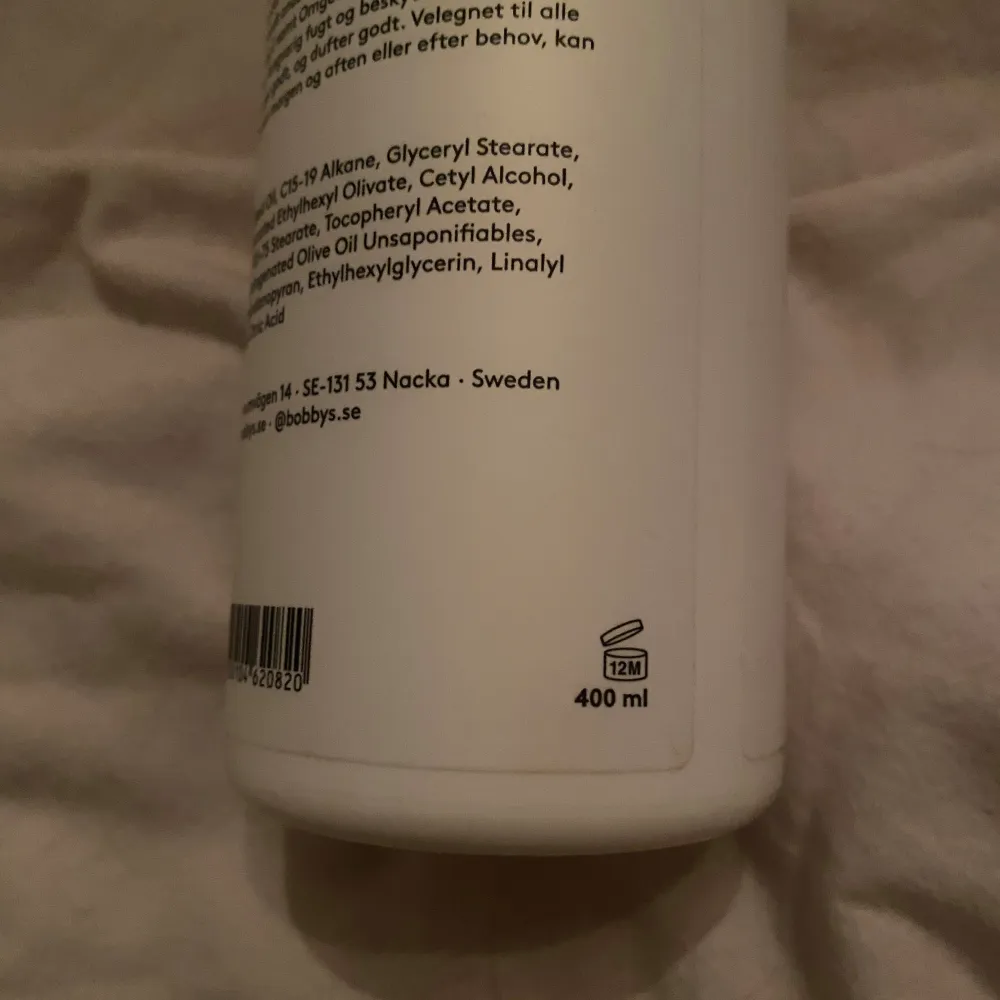 fugt og
og dufter godt. Velegnet til alle
og aften eller efter behov, kan
Oil, C15-19 Alkane, Glyceryl Stearate,
Ethylhexyl Olivate, Cetyl Alcohol,
Stearate, Tocopheryl Acetate,
Olive Oil Unsaponifiables,
Ethylhexylglycerin, Linalyl
Acid
14 · SE-131 53 Nacka · Sweden
· @bobbys.se
620820
12M
400 ml